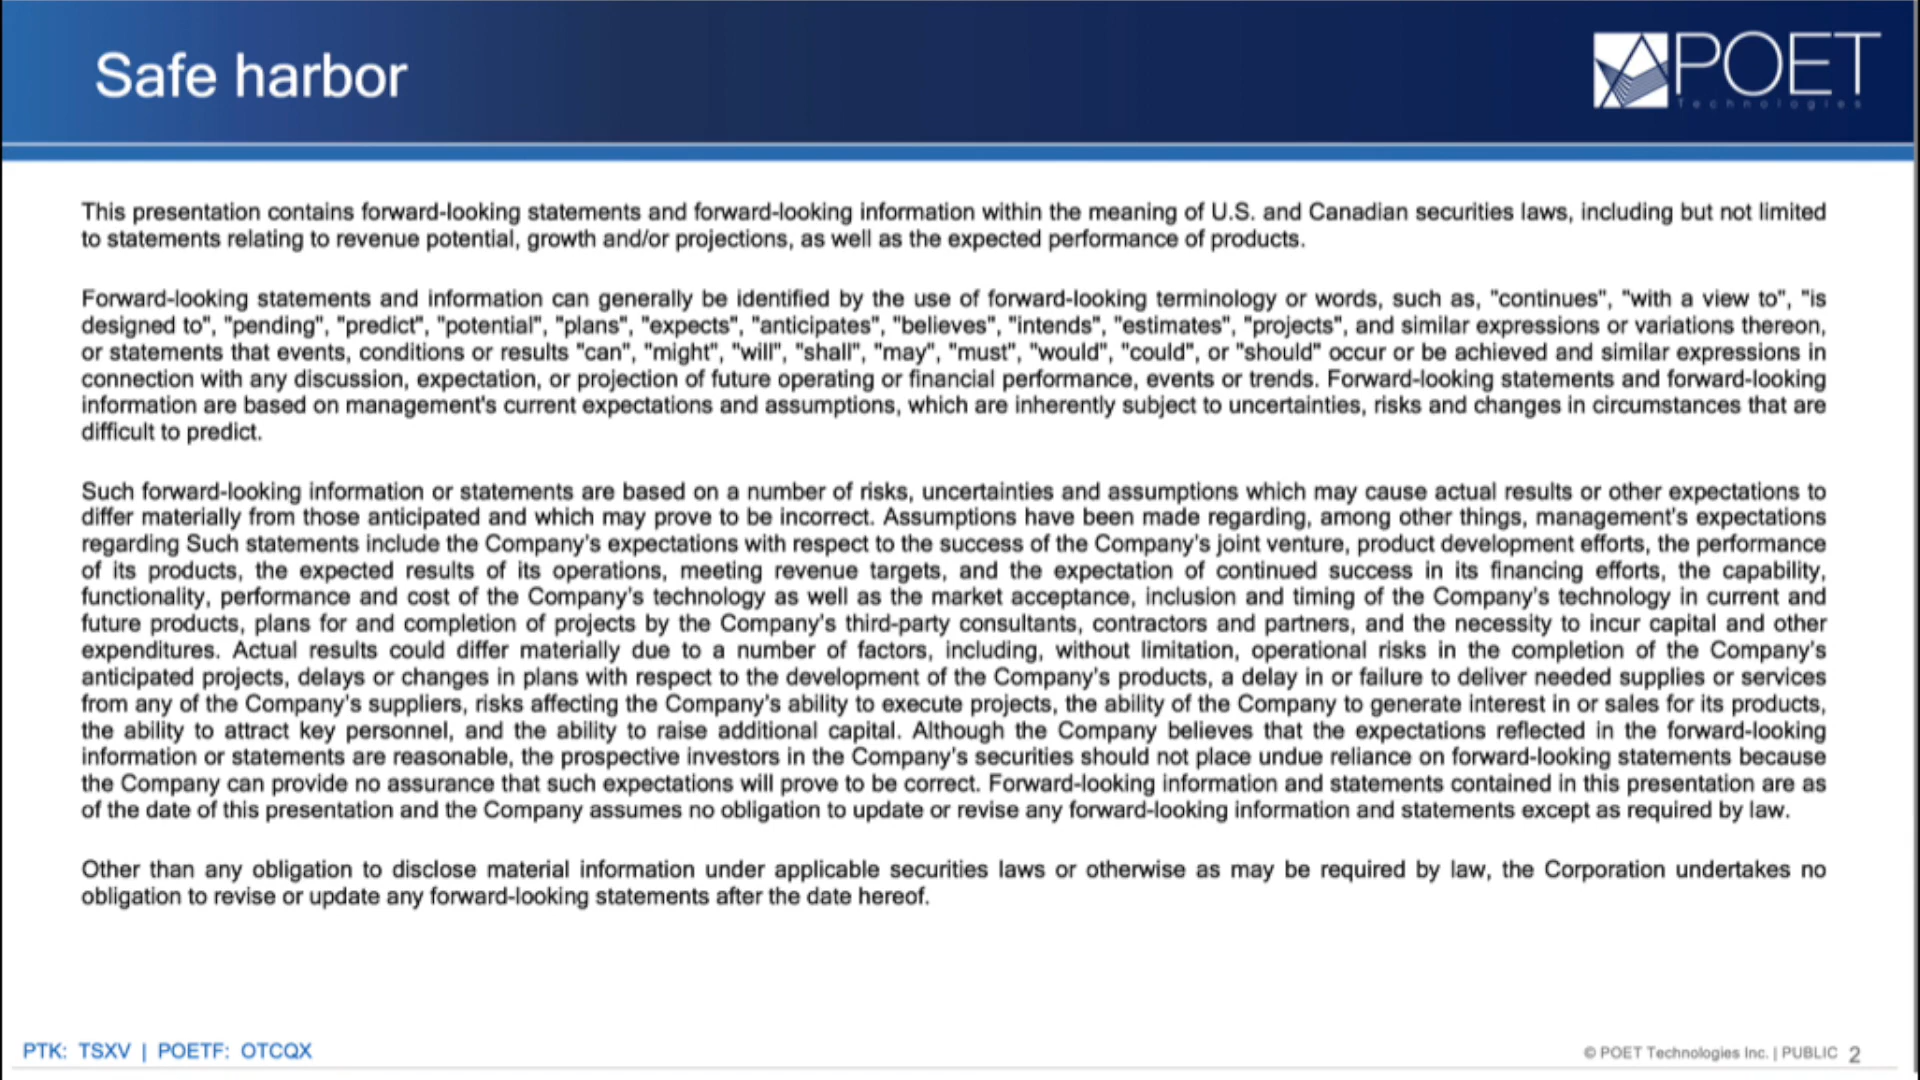 Safe harbor
POET
Technologies
This presentation contains forward-looking statements and forward-looking information within the meaning of U.S. and Canadian securities laws, including but not limited
to statements relating to revenue potential, growth and/or projections, as well as the expected performance of products.
Forward-looking statements and information can generally be identified by the use of forward-looking terminology or words, such as, "continues", "with a view to", "is
designed to", "pending", "predict", "potential", "plans", "expects", "anticipates", "believes", "intends", "estimates", "projects", and similar expressions or variations thereon,
or statements that events, conditions or results "can", "might", "will", "shall", "may", "must", "would", "could", or "should" occur or be achieved and similar expressions in
connection with any discussion, expectation, or projection of future operating or financial performance, events or trends. Forward-looking statements and forward-looking
information are based on management's current expectations and assumptions, which are inherently subject to uncertainties, risks and changes in circumstances that are
difficult to predict.
Such forward-looking information or statements are based on a number of risks, uncertainties and assumptions which may cause actual results or other expectations to
differ materially from those anticipated and which may prove to be incorrect. Assumptions have been made regarding, among other things, management's expectations
regarding Such statements include the Company's expectations with respect to the success of the Company's joint venture, product development efforts, the performance
of its products, the expected results of its operations, meeting revenue targets, and the expectation of continued success in its financing efforts, the capability,
functionality, performance and cost of the Company's technology as well as the market acceptance, inclusion and timing of the Company's technology in current and
future products, plans for and completion of projects by the Company's third-party consultants, contractors and partners, and the necessity to incur capital and other
expenditures. Actual results could differ materially due to a number of factors, including, without limitation, operational risks in the completion of the Company's
anticipated projects, delays or changes in plans with respect to the development of the Company's products, a delay in or failure to deliver needed supplies or services
from any of the Company's suppliers, risks affecting the Company's ability to execute projects, the ability of the Company to generate interest in or sales for its products,
the ability to attract key personnel, and the ability to raise additional capital. Although the Company believes that the expectations reflected in the forward-looking
information or statements are reasonable, the prospective investors in the Company's securities should not place undue reliance on forward-looking statements because
the Company can provide no assurance that such expectations will prove to be correct. Forward-looking information and statements contained in this presentation are as
of the date of this presentation and the Company assumes no obligation to update or revise any forward-looking information and statements except as required by law.
Other than any obligation to disclose material information under applicable securities laws or otherwise as may be required by law, the Corporation undertakes no
obligation to revise or update any forward-looking statements after the date hereof.
PTK: TSXV | POETF: OTCQX
© POET Technologies Inc. | PUBLIC 2